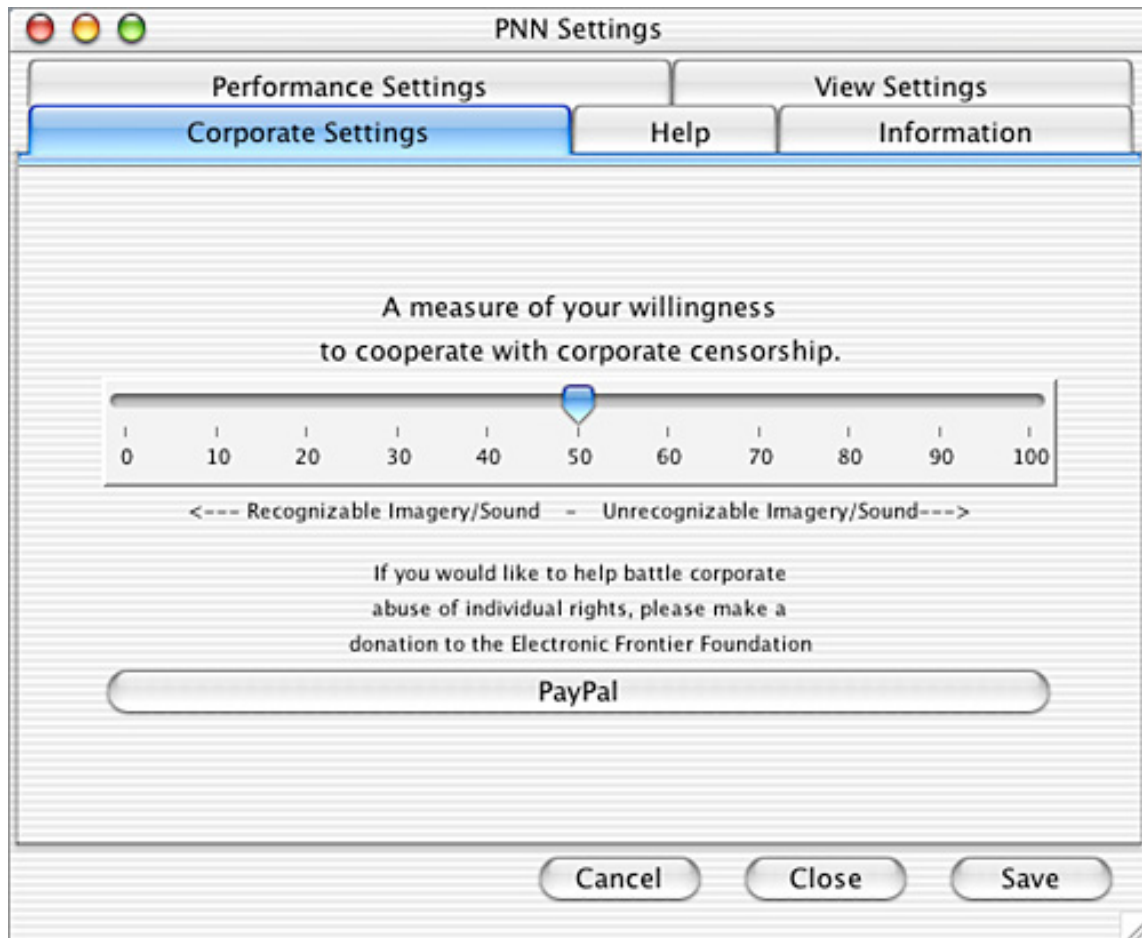 PNN Settings
Performance Settings
View Settings
Corporate Settings
Help
Information
A measure of your willingness
to cooperate with corporate censorship.
0 10 20 30 40 50 60 70 80 90 100
<--- Recognizable Imagery/Sound - Unrecognizable Imagery/Sound--->
If you would like to help battle corporate
abuse of individual rights, please make a
donation to the Electronic Frontier Foundation
PayPal
Cancel
Close
Save